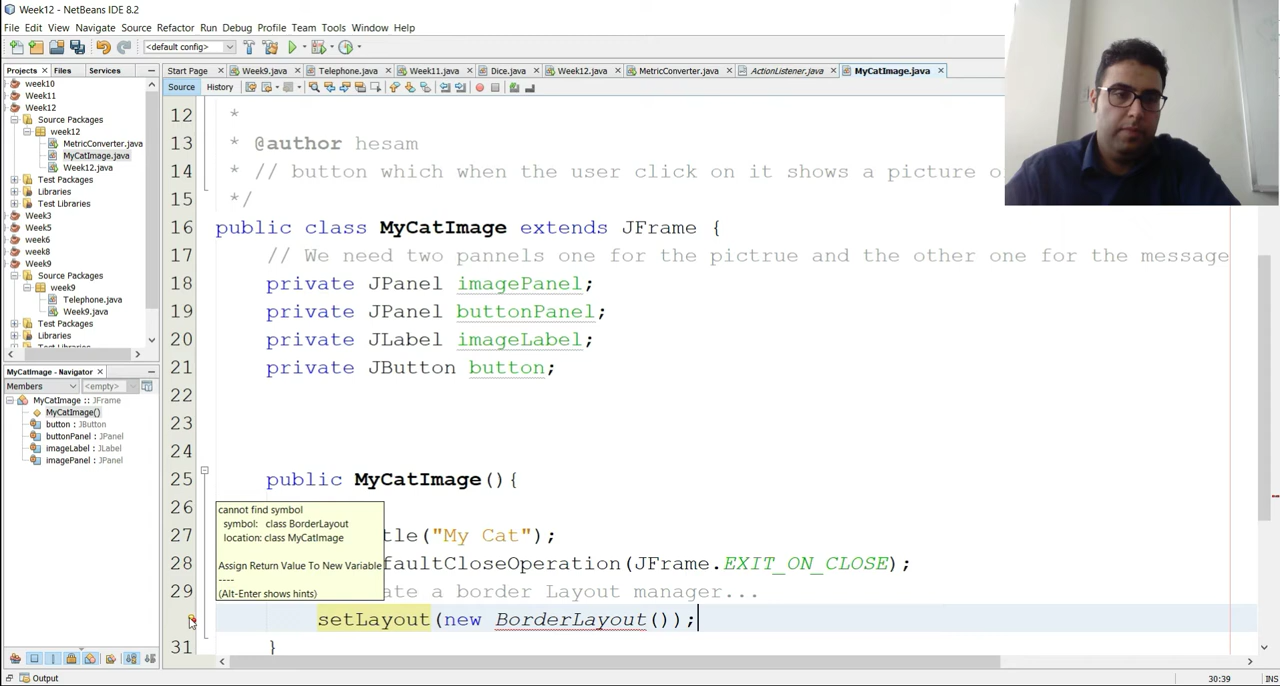 Week12 - NetBeans IDE 8.2
File Edit View Navigate Source Refactor Run Debug Profile Team Tools Window Help
<default config>
Projects Files Services
Start Page Week9.java Telephone.java Week11.java Dice.java Week12.java MetricConverter.java ActionListener.java MyCatImage.java
Source History
week10
Week11
Week12
Source Packages
week12
MetricConverter.java
MyCatImage.java
Week12.java
Test Packages
Libraries
Test Libraries
Week3
Week5
week6
week8
Week9
Source Packages
week9
Telephone.java
Week9.java
Test Packages
Libraries
MyCatImage - Navigator
Members <empty>
MyCatImage :: JFrame
MyCatImage()
button : JButton
buttonPanel : JPanel
imageLabel : JLabel
imagePanel : JPanel
12 *
13 * @author hesam
14 * // button which when the user click on it shows a picture
15 */
16 public class MyCatImage extends JFrame {
17 // We need two pannels one for the pictrue and the other one for the message
18 private JPanel imagePanel;
19 private JPanel buttonPanel;
20 private JLabel imageLabel;
21 private JButton button;
22
23
24
25 public MyCatImage(){
26
27 tle("My Cat");
28 faultCloseOperation(JFrame.EXIT_ON_CLOSE);
29 ate a border Layout manager...
setLayout(new BorderLayout());
31 }
cannot find symbol
symbol: class BorderLayout
location: class MyCatImage
Assign Return Value To New Variable
----
(Alt-Enter shows hints)
Output
30:39 INS